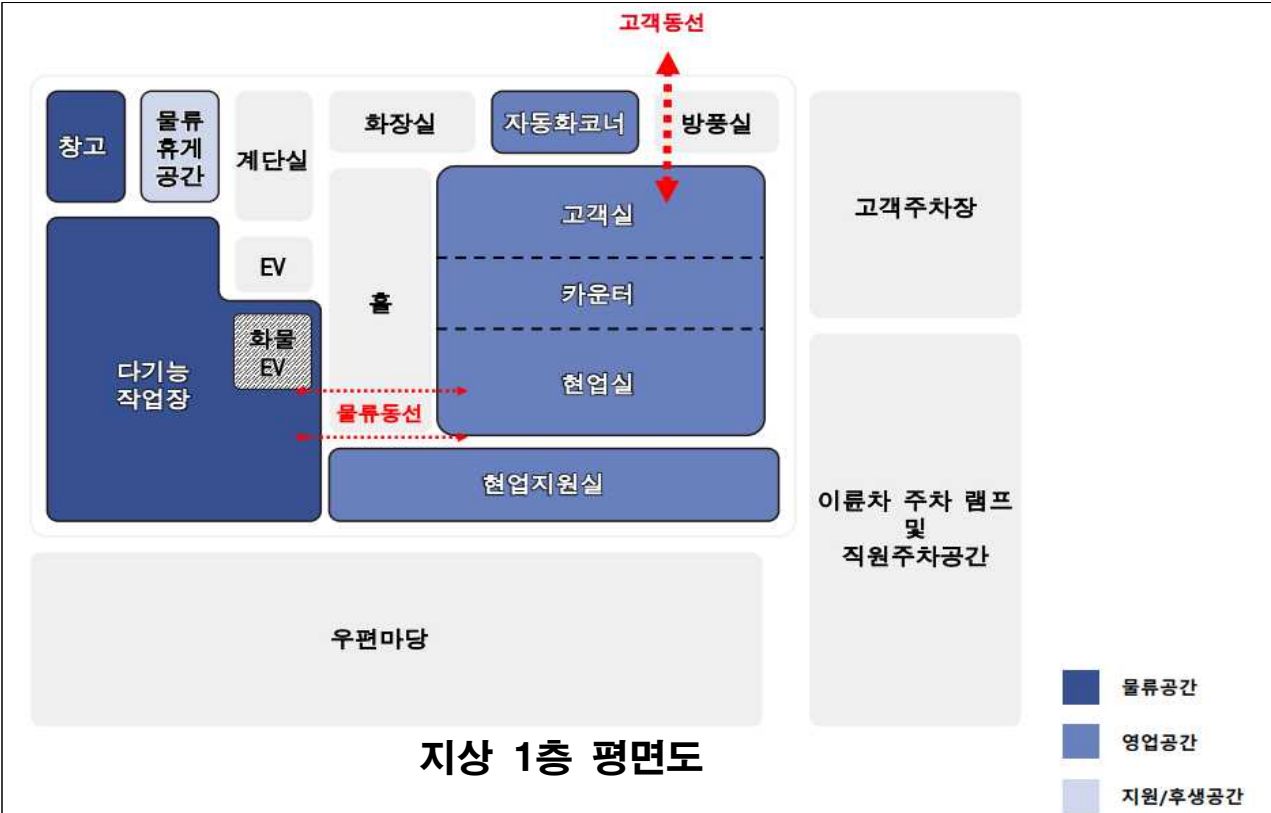 고객동선
창고
물류
휴게
공간
계단실
화장실
자동화코너
방풍실
고객실
고객주차장
EV
홀
카운터
화물
EV
다기능
작업장
현업실
물류동선
현업지원실
이륜차 주차 램프
및
직원주차공간
우편마당
지상 1층 평면도
물류공간
영업공간
지원/후생공간